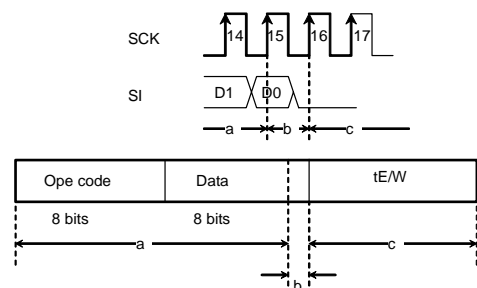 SCK 14 15 16 17
SI D1 D0
a b c
Ope code Data tE/W
8 bits 8 bits
a c
b